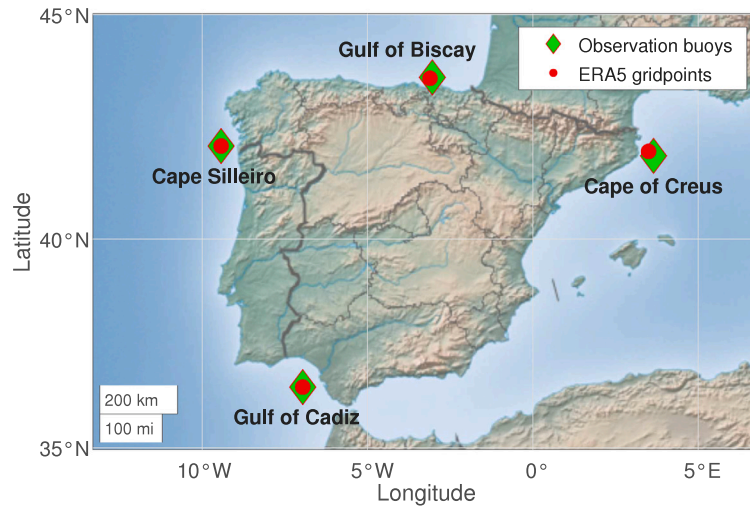 45°N
Gulf of Biscay
Observation buoys
ERA5 gridpoints
Cape Silleiro
Cape of Creus
Latitude
40°N
200 km
100 mi
Gulf of Cadiz
35°N
10°W
5°W
0°
5°E
Longitude